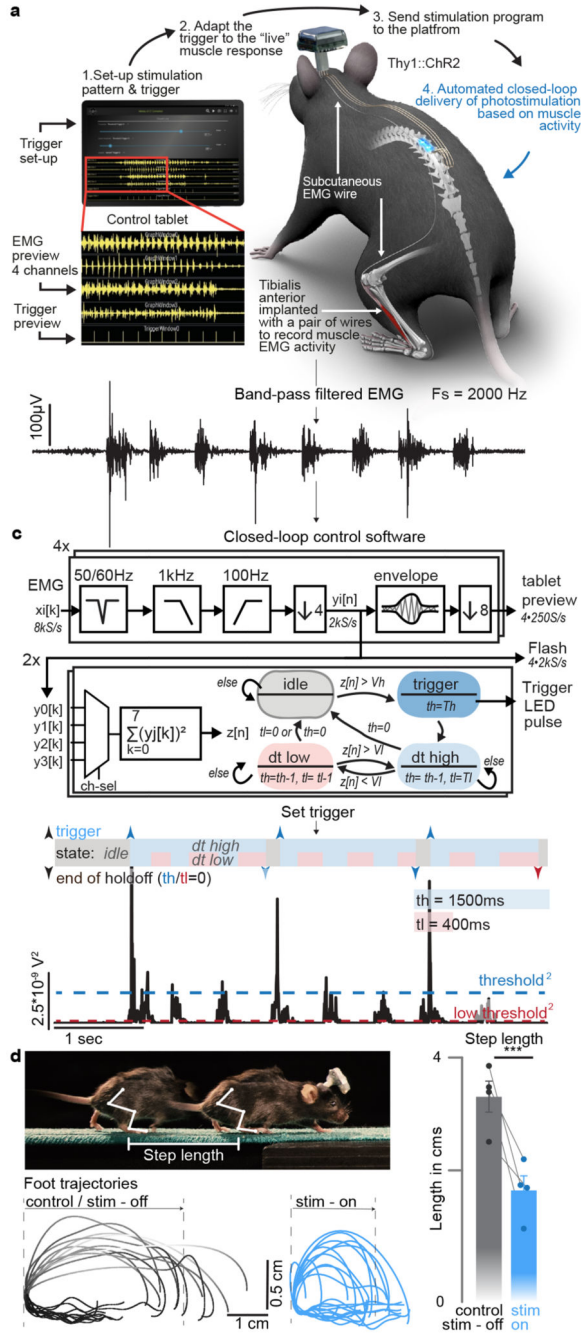 a
2. Adapt the
trigger to the “live”
muscle response
3. Send stimulation program
to the platfrom
1.Set-up stimulation
pattern & trigger
Thy1::ChR2
4. Automated closed-loop
delivery of photostimulation
based on muscle
activity
Trigger
set-up
Subcutaneous
EMG wire
Control tablet
EMG
preview
4 channels
Trigger
preview
GraphWindow0
GraphWindow1
GraphWindow2
GraphWindow3
TriggerWindow0
Tibialis
anterior
implanted
with a pair of wires
to record muscle
EMG activity
100µV
Band-pass filtered EMG
Fs = 2000 Hz
c
Closed-loop control software
4x
EMG
50/60Hz
1kHz
100Hz
yi[n]
envelope
tablet
preview
4•250S/s
xi[k]
8kS/s
↓4
2kS/s
↓8
Flash
4•2kS/s
2x
y0[k]
y1[k]
y2[k]
y3[k]
ch-sel
7
∑(yj[k])²
k=0
z[n]
else
idle
z[n] > Vh
trigger
th=Th
Trigger
LED
pulse
tl=0 or
th=0
th=0
dt low
th=th-1, tl= tl-1
z[n] > Vl
z[n] < Vl
dt high
th= th-1, tl=Tl
else
else
Set trigger
trigger
state: idle
dt high
dt low
end of holdoff (th/tl=0)
th = 1500ms
tl = 400ms
2.5*10-9 V2
threshold2
low threshold2
1 sec
d
Step length
Step length
***
4
Length in cms
0
control
stim - off
stim
on
Foot trajectories
control / stim - off
stim - on
0.5 cm
1 cm